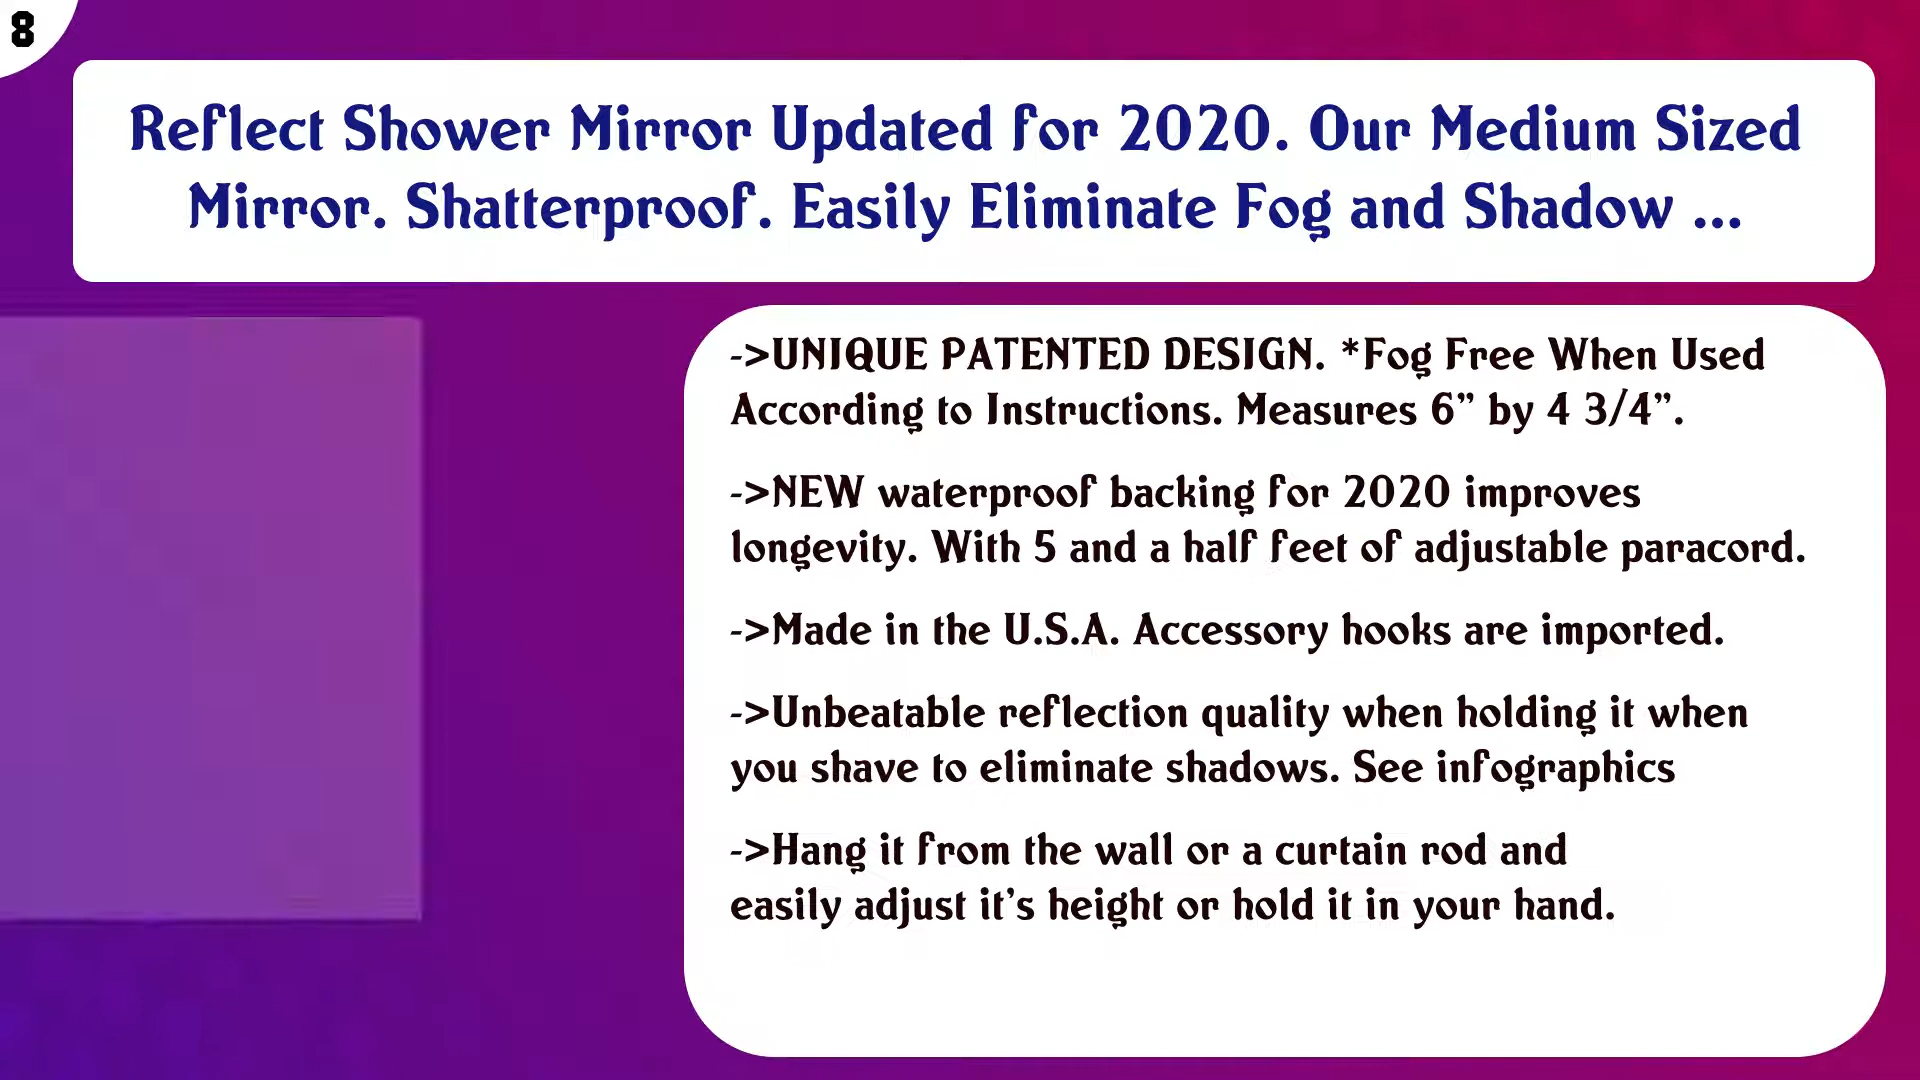 8
Reflect Shower Mirror Updated for 2020. Our Medium Sized
Mirror. Shatterproof. Easily Eliminate Fog and Shadow ...
->UNIQUE PATENTED DESIGN. *Fog Free When Used
According to Instructions. Measures 6” by 4 3/4”.
->NEW waterproof backing for 2020 improves
longevity. With 5 and a half feet of adjustable paracord.
->Made in the U.S.A. Accessory hooks are imported.
->Unbeatable reflection quality when holding it when
you shave to eliminate shadows. See infographics
->Hang it from the wall or a curtain rod and
easily adjust it’s height or hold it in your hand.